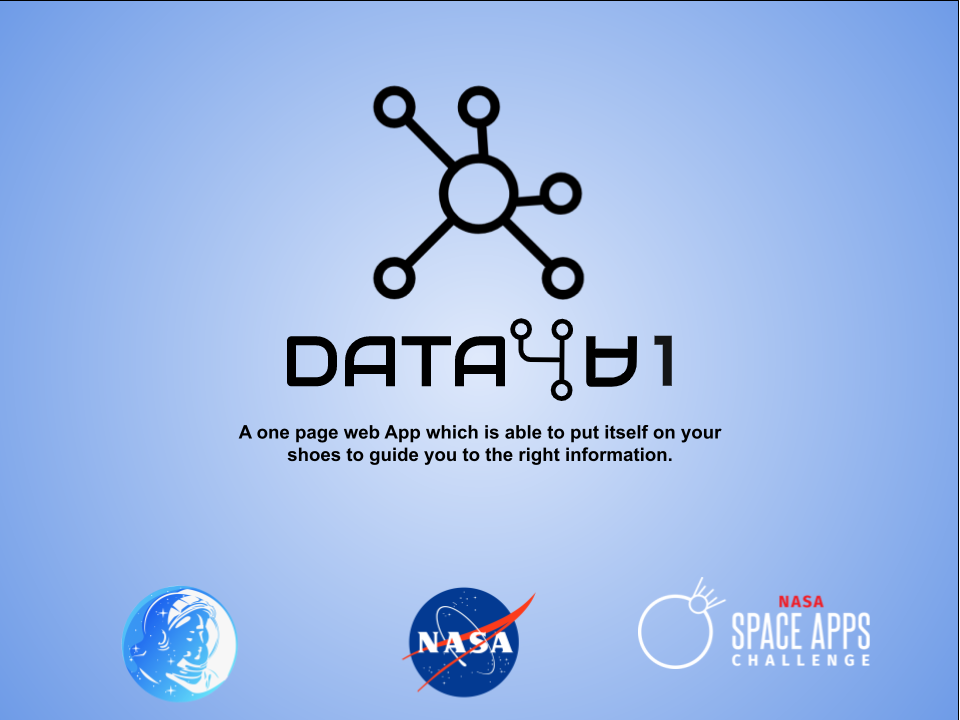 DATA4U1
A one page web App which is able to put itself on your
shoes to guide you to the right information.
NASA
NASA
SPACE APPS
CHALLENGE